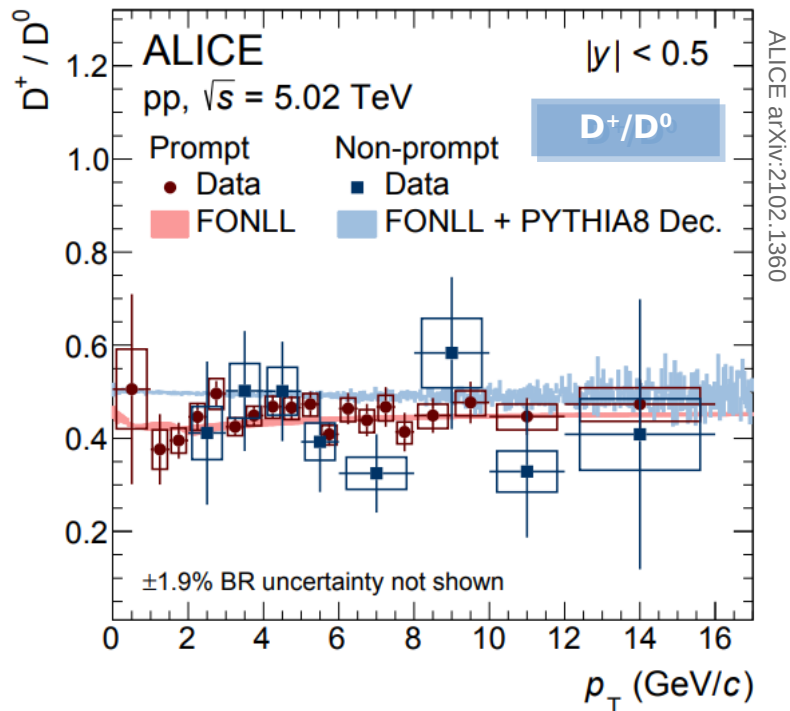 ALICE
|y| < 0.5
pp, √s = 5.02 TeV
D⁺/D⁰
Prompt
Non-prompt
Data
Data
FONLL
FONLL + PYTHIA8 Dec.
±1.9% BR uncertainty not shown
D⁺ / D⁰
1.2
1.0
0.8
0.6
0.4
0.2
0 2 4 6 8 10 12 14 16
p_T (GeV/c)
ALICE arXiv:2102.1360